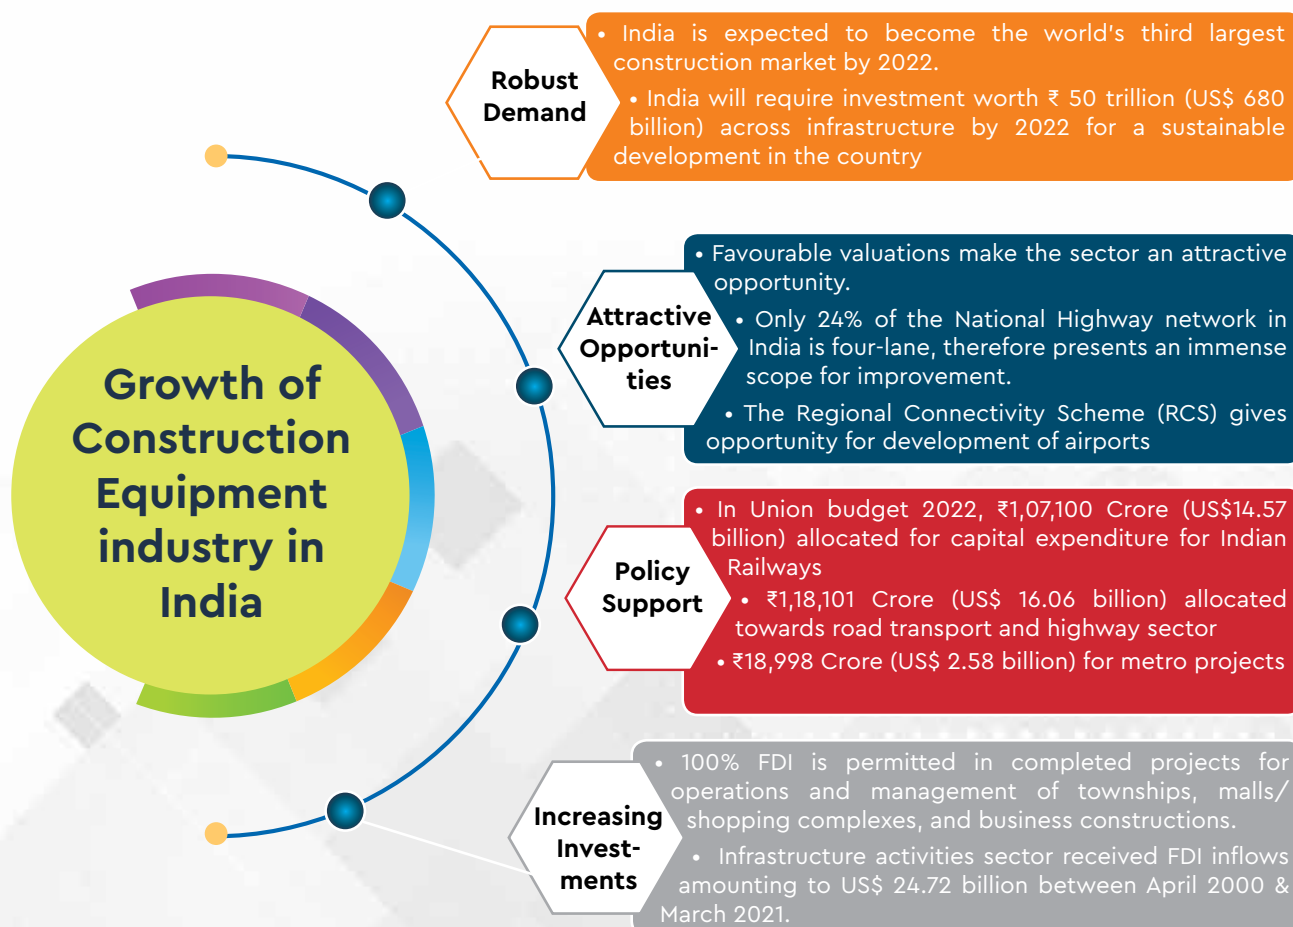 Growth of
Construction
Equipment
industry in
India
Robust
Demand
• India is expected to become the world's third largest
construction market by 2022.
• India will require investment worth ₹ 50 trillion (US$ 680
billion) across infrastructure by 2022 for a sustainable
development in the country
Attractive
Opportuni-
ties
• Favourable valuations make the sector an attractive
opportunity.
• Only 24% of the National Highway network in
India is four-lane, therefore presents an immense
scope for improvement.
• The Regional Connectivity Scheme (RCS) gives
opportunity for development of airports
Policy
Support
• In Union budget 2022, ₹1,07,100 Crore (US$14.57
billion) allocated for capital expenditure for Indian
Railways
• ₹1,18,101 Crore (US$ 16.06 billion) allocated
towards road transport and highway sector
• ₹18,998 Crore (US$ 2.58 billion) for metro projects
Increasing
Invest-
ments
• 100% FDI is permitted in completed projects for
operations and management of townships, malls/
shopping complexes, and business constructions.
• Infrastructure activities sector received FDI inflows
amounting to US$ 24.72 billion between April 2000 &
March 2021.